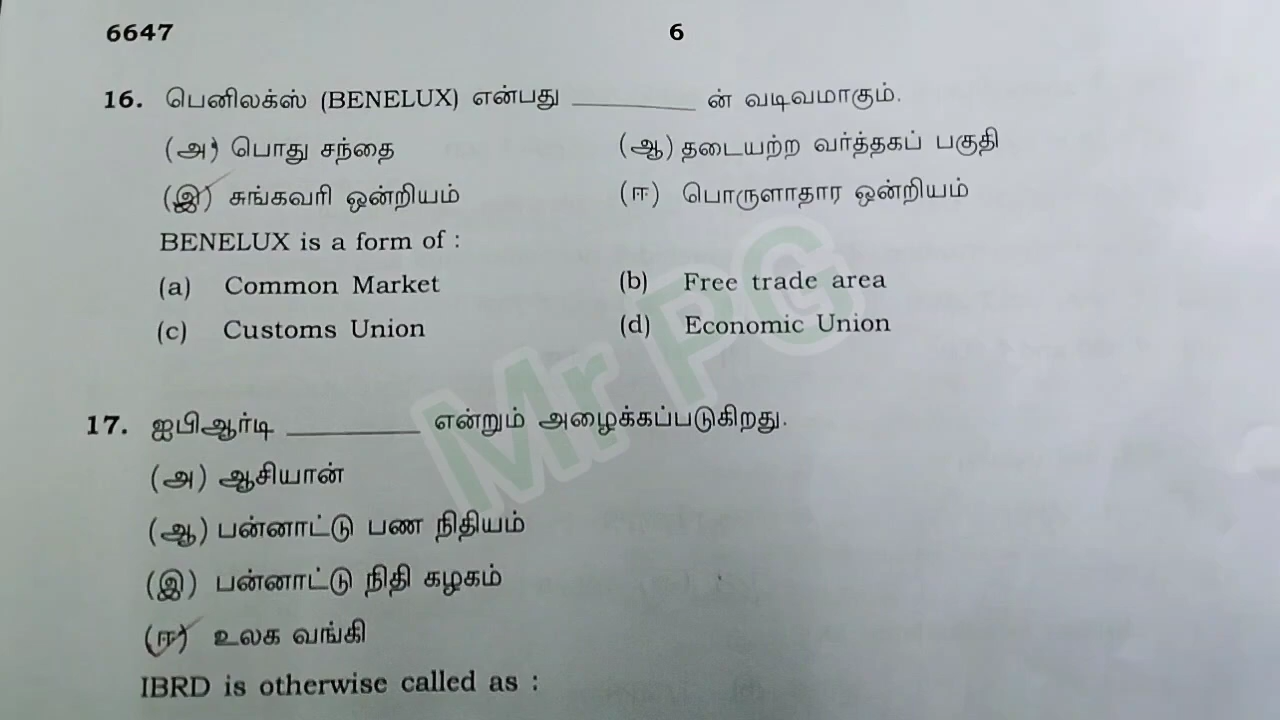 6647 6
16. பெனிலக்ஸ் (BENELUX) என்பது ________ ன் வடிவமாகும்.
(அ) பொது சந்தை (ஆ) தடையற்ற வர்த்தகப் பகுதி
(இ) சுங்கவரி ஒன்றியம் (ஈ) பொருளாதார ஒன்றியம்
BENELUX is a form of :
(a) Common Market (b) Free trade area
(c) Customs Union (d) Economic Union
Mr PG
17. ஐபிஆர்டி ________ என்றும் அழைக்கப்படுகிறது.
(அ) ஆசியான்
(ஆ) பன்னாட்டு பண நிதியம்
(இ) பன்னாட்டு நிதி கழகம்
(ஈ) உலக வங்கி
IBRD is otherwise called as :